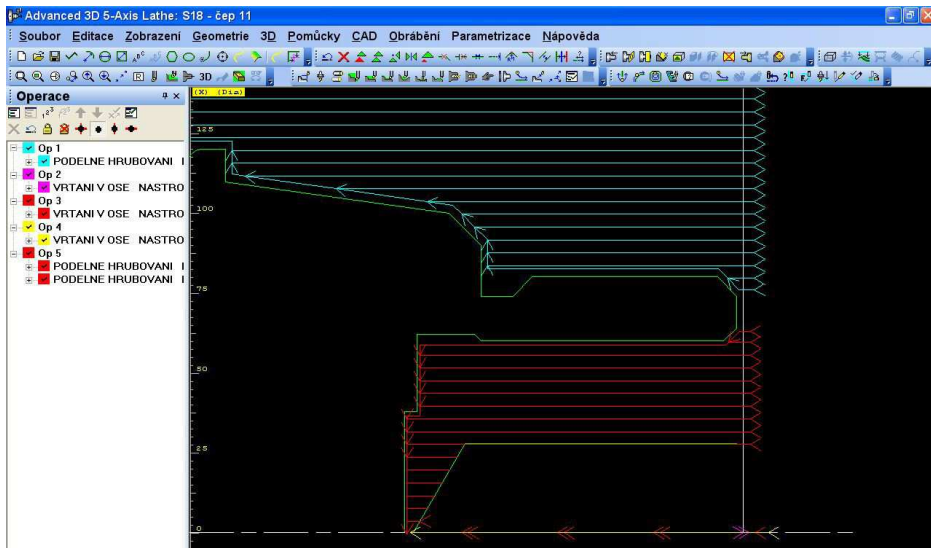 Advanced 3D 5-Axis Lathe: S18 - čep 11
Soubor Editace Zobrazení Geometrie 3D Pomůcky CAD Obrábění Parametrizace Nápověda
3D
Operace
(X) (Dia)
125
100
75
50
25
0
Op 1
PODELNE HRUBOVANI I
Op 2
VRTANI V OSE NASTRO
Op 3
VRTANI V OSE NASTRO
Op 4
VRTANI V OSE NASTRO
Op 5
PODELNE HRUBOVANI I
PODELNE HRUBOVANI I